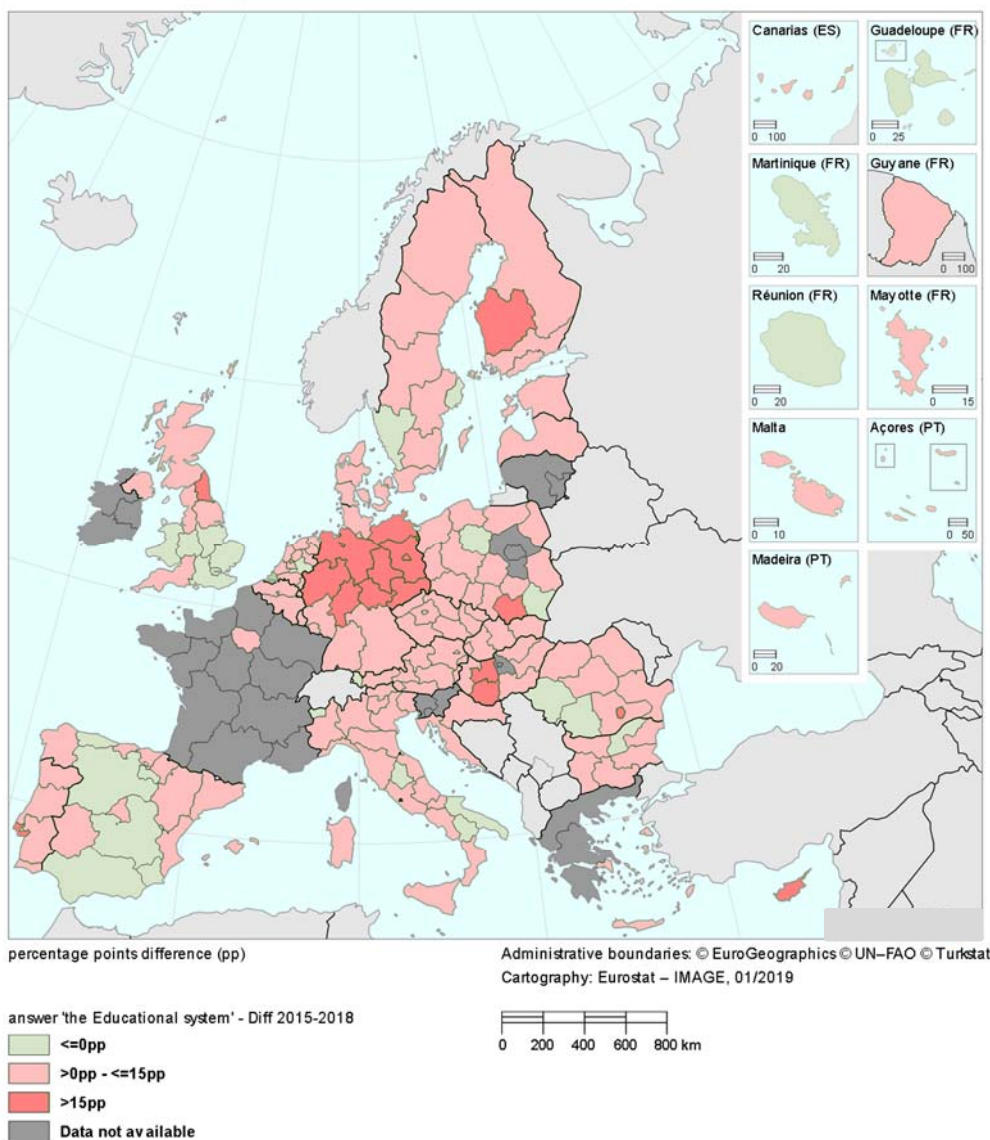 Canarias (ES)
0 100
Guadeloupe (FR)
0 25
Martinique (FR)
0 20
Guyane (FR)
0 100
Réunion (FR)
0 20
Mayotte (FR)
0 15
Malta
0 10
Açores (PT)
0 50
Madeira (PT)
0 20
percentage points difference (pp)
Administrative boundaries: © EuroGeographics © UN–FAO © Turkstat
Cartography: Eurostat – IMAGE, 01/2019
answer 'the Educational system' - Diff 2015-2018
<=0pp
>0pp - <=15pp
>15pp
Data not available
0 200 400 600 800 km